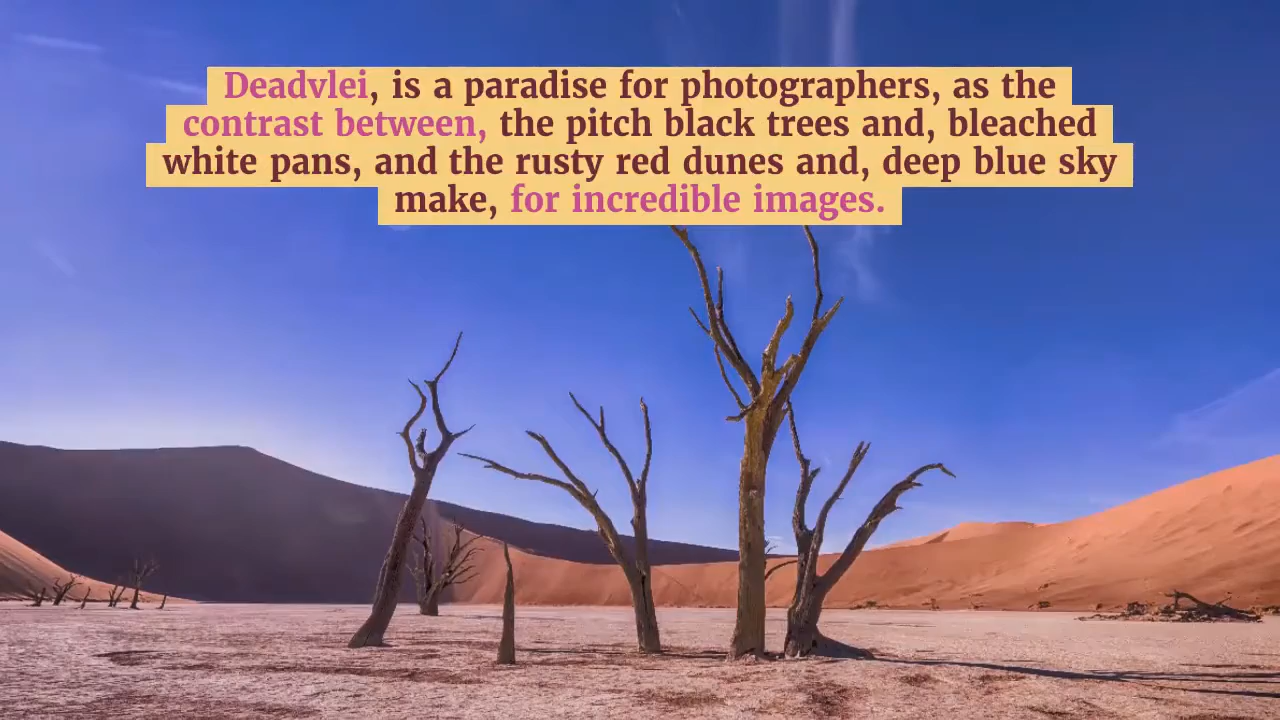 Deadvlei, is a paradise for photographers, as the
contrast between, the pitch black trees and, bleached
white pans, and the rusty red dunes and, deep blue sky
make, for incredible images.